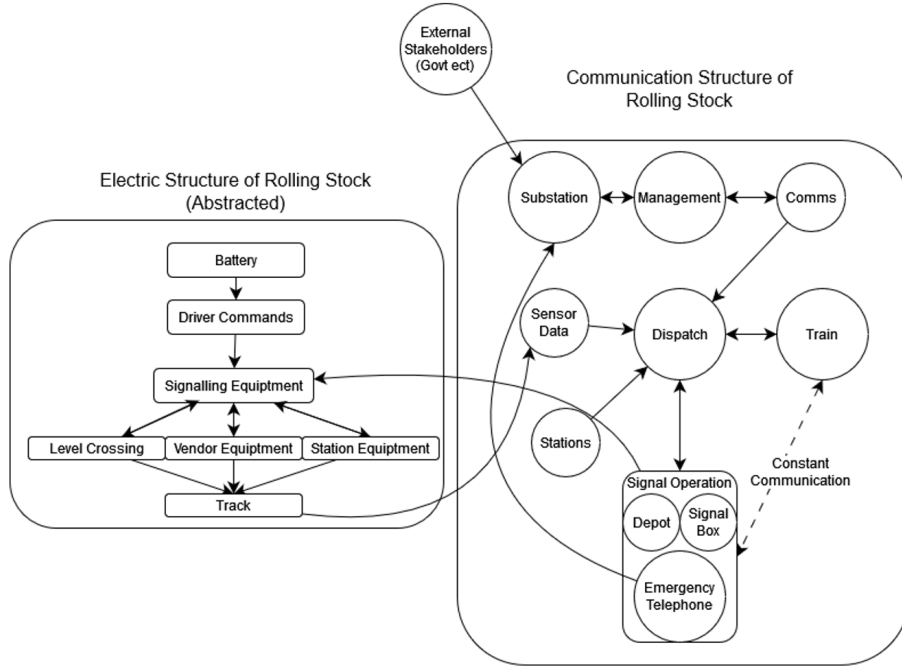 External
Stakeholders
(Govt ect)
Communication Structure of
Rolling Stock
Electric Structure of Rolling Stock
(Abstracted)
Substation
Management
Comms
Battery
Driver Commands
Sensor
Data
Dispatch
Train
Signalling Equiptment
Level Crossing
Vendor Equiptment
Station Equiptment
Stations
Track
Constant
Communication
Signal Operation
Depot
Signal
Box
Emergency
Telephone